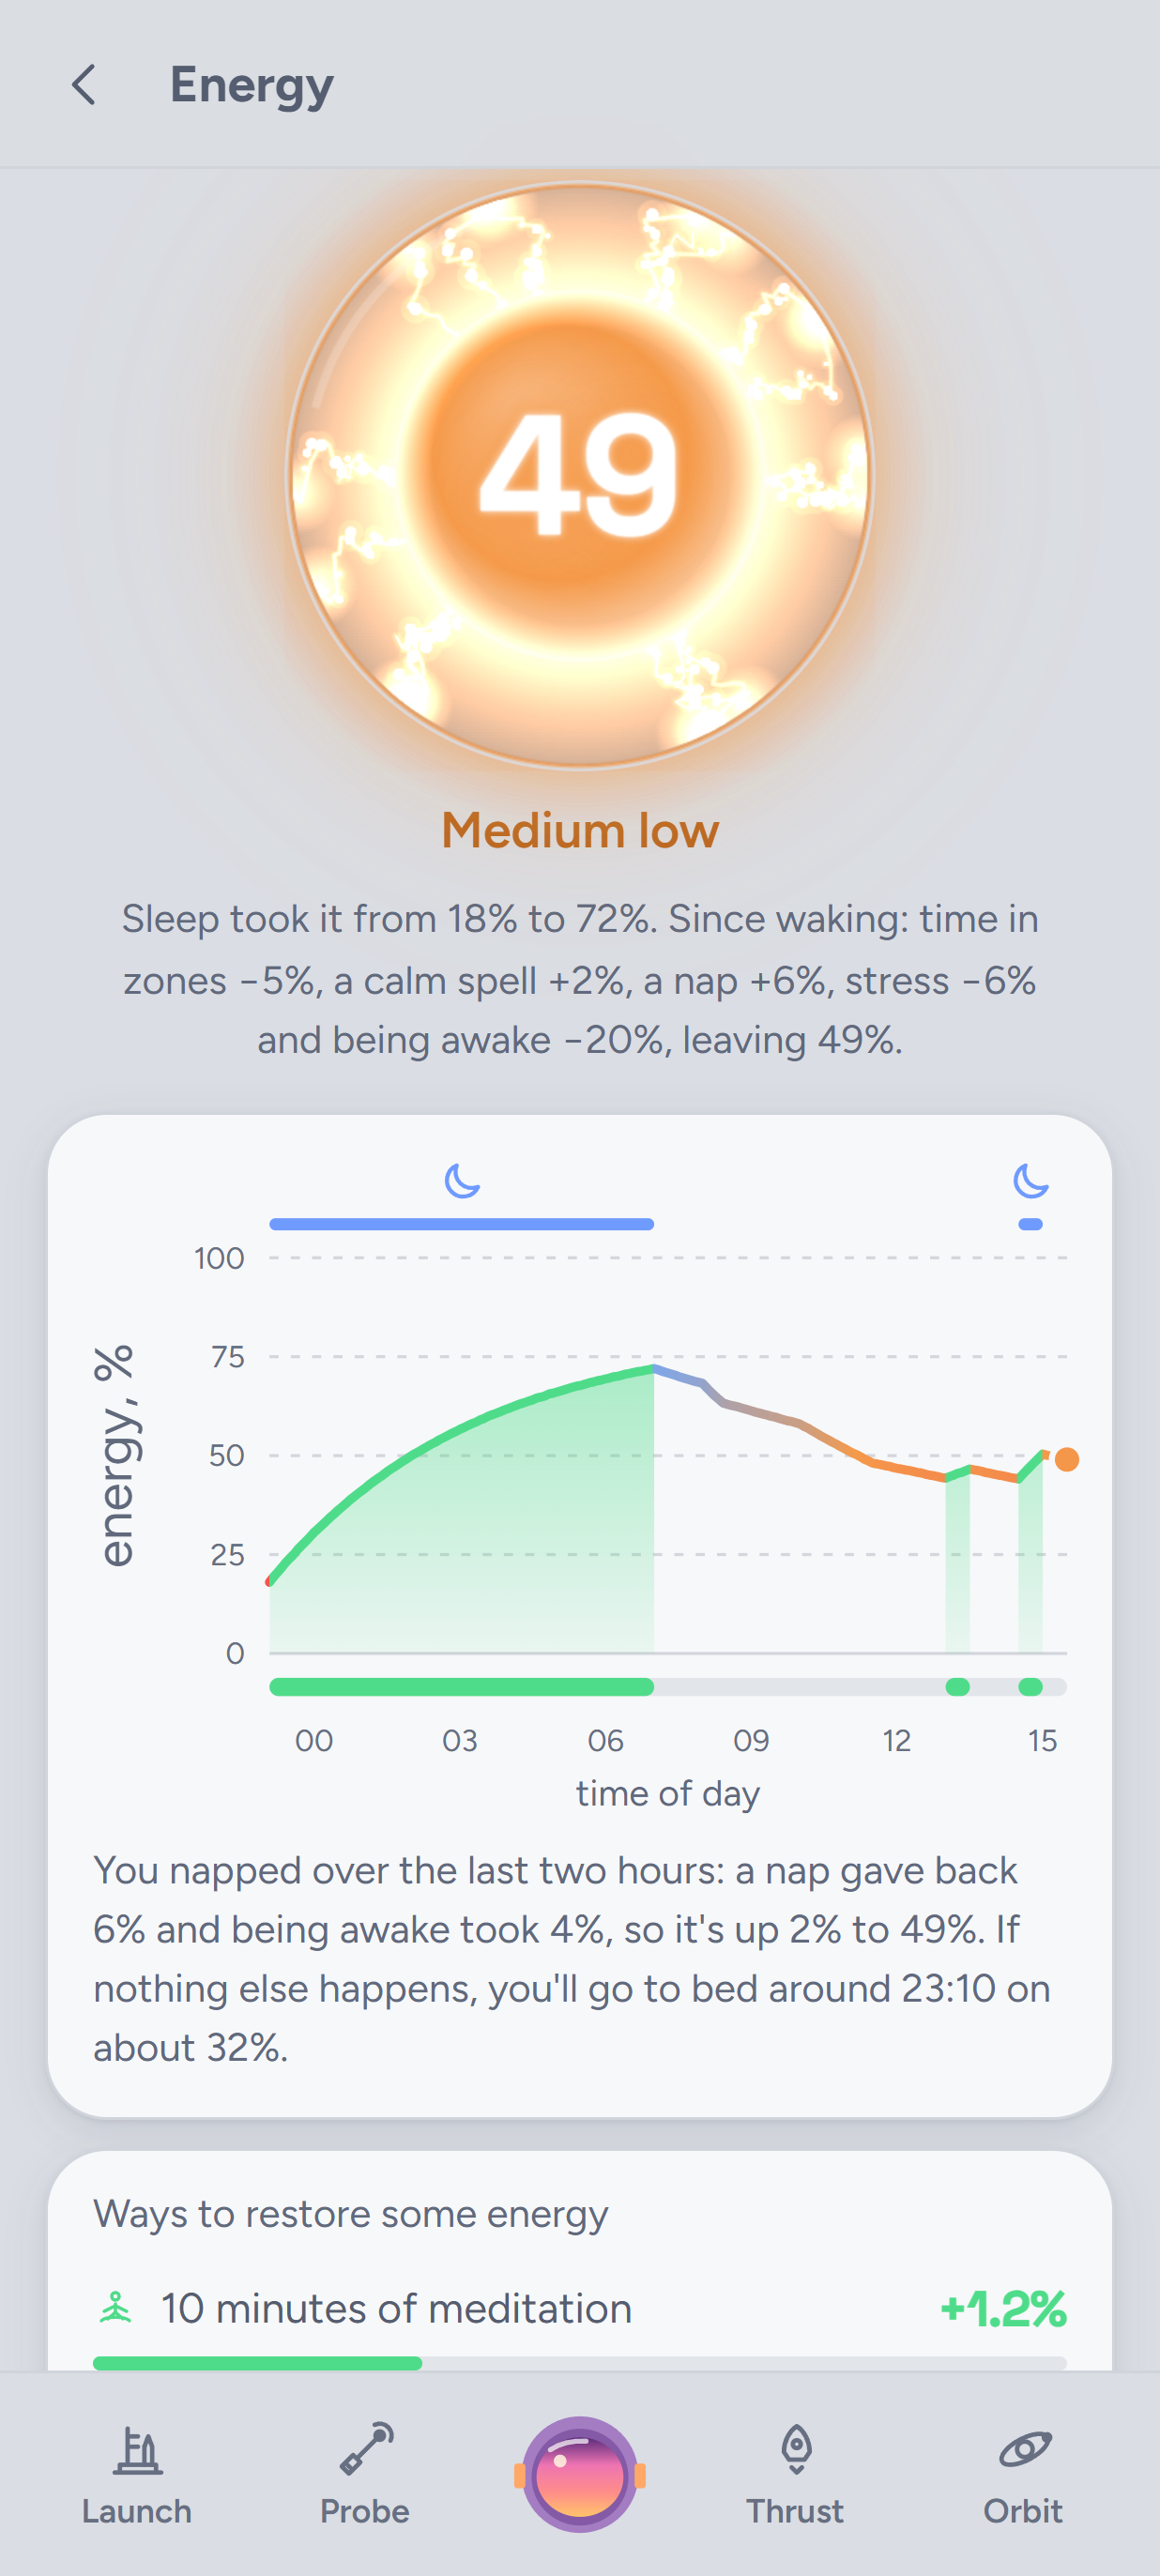 Energy
49
Medium low
Sleep took it from 18% to 72%. Since waking: time in
zones −5%, a calm spell +2%, a nap +6%, stress −6%
and being awake −20%, leaving 49%.
100
75
50
25
0
energy, %
00 03 06 09 12 15
time of day
You napped over the last two hours: a nap gave back
6% and being awake took 4%, so it's up 2% to 49%. If
nothing else happens, you'll go to bed around 23:10 on
about 32%.
Ways to restore some energy
10 minutes of meditation +1.2%
Launch Probe Thrust Orbit